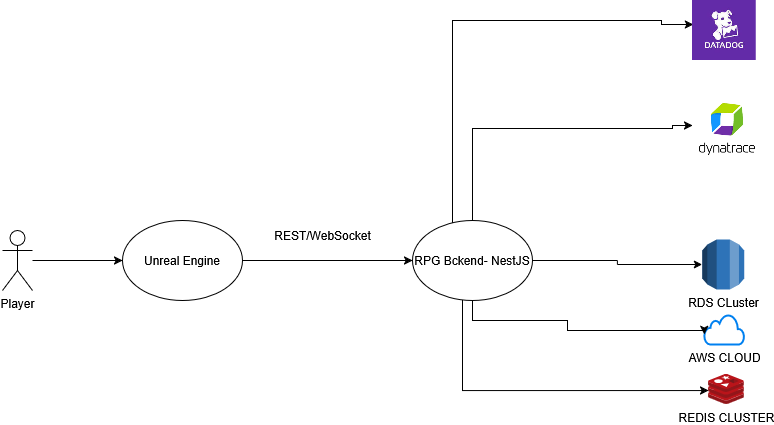 DATADOG
dynatrace
REST/WebSocket
Player
Unreal Engine
RPG Bckend- NestJS
RDS CLuster
AWS CLOUD
REDIS CLUSTER